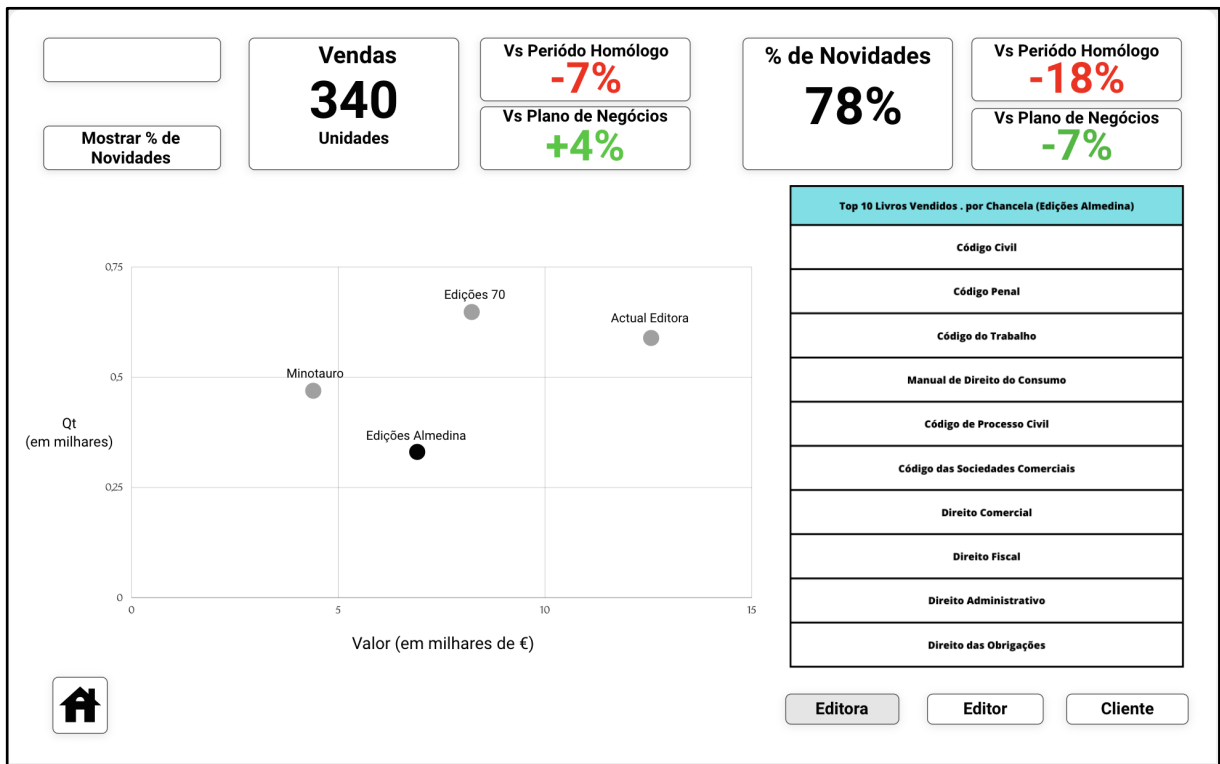 Vendas
340
Unidades
Vs Periódo Homólogo
-7%
Vs Plano de Negócios
+4%
% de Novidades
78%
Vs Periódo Homólogo
-18%
Vs Plano de Negócios
-7%
Mostrar % de
Novidades
Top 10 Livros Vendidos . por Chancela (Edições Almedina)
Código Civil
Código Penal
Código do Trabalho
Manual de Direito do Consumo
Código de Processo Civil
Código das Sociedades Comerciais
Direito Comercial
Direito Fiscal
Direito Administrativo
Direito das Obrigações
0,75
0,5
0,25
0
Qt
(em milhares)
Edições 70
Actual Editora
Minotauro
Edições Almedina
0
5
10
15
Valor (em milhares de €)
Editora
Editor
Cliente